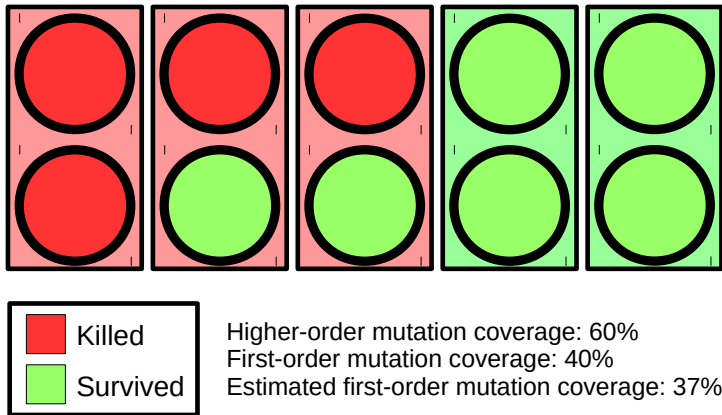 Killed
Survived
Higher-order mutation coverage: 60%
First-order mutation coverage: 40%
Estimated first-order mutation coverage: 37%